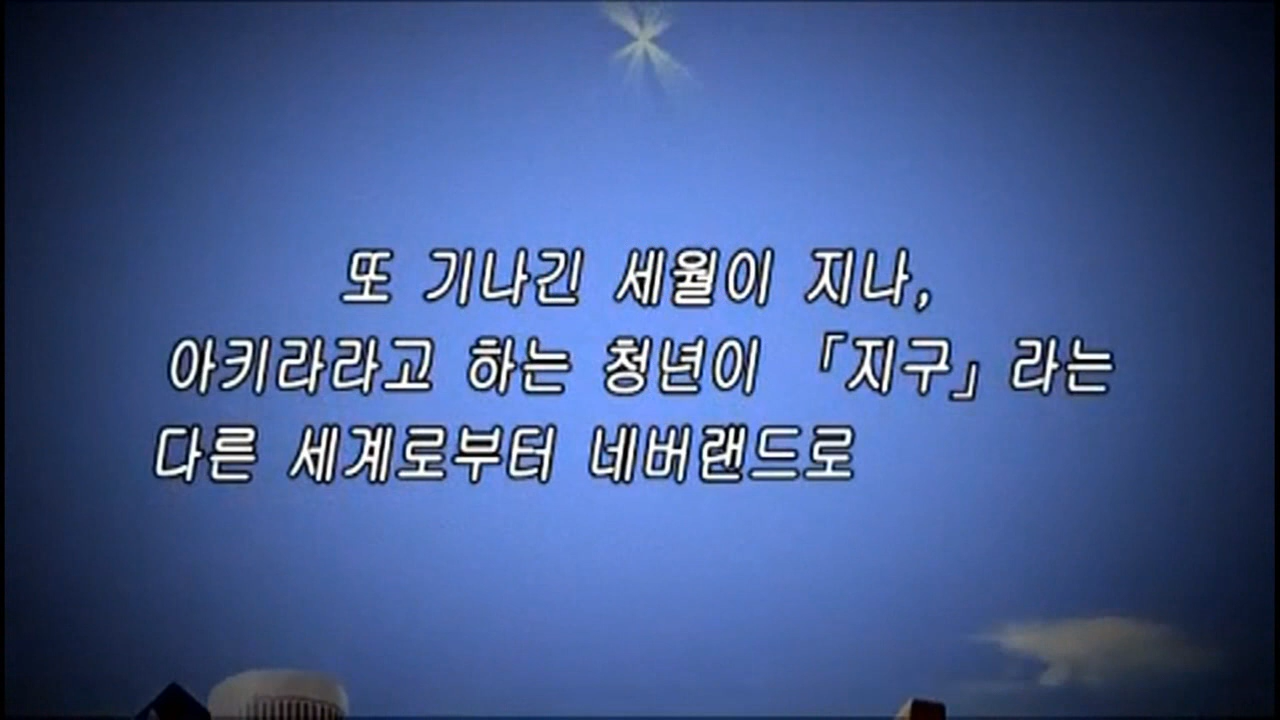 또 기나긴 세월이 지나,
아키라라고 하는 청년이 「지구」라는
다른 세계로부터 네버랜드로